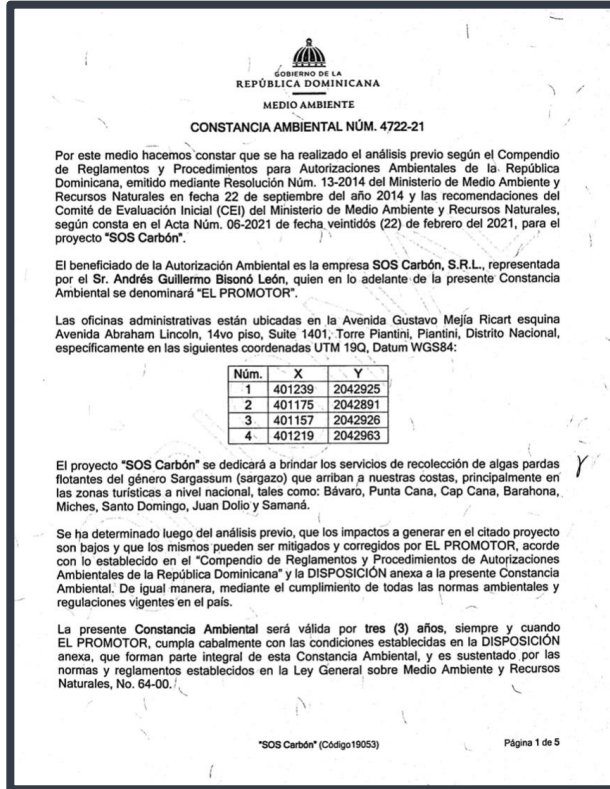 GOBIERNO DE LA
REPÚBLICA DOMINICANA
MEDIO AMBIENTE
CONSTANCIA AMBIENTAL NÚM. 4722-21
Por este medio hacemos constar que se ha realizado el análisis previo según el Compendio
de Reglamentos y Procedimientos para Autorizaciones Ambientales de la República
Dominicana, emitido mediante Resolución Núm. 13-2014 del Ministerio de Medio Ambiente y
Recursos Naturales en fecha 22 de septiembre del año 2014 y las recomendaciones del
Comité de Evaluación Inicial (CEI) del Ministerio de Medio Ambiente y Recursos Naturales,
según consta en el Acta Núm. 06-2021 de fecha veintidós (22) de febrero del 2021, para el
proyecto "SOS Carbón".
El beneficiado de la Autorización Ambiental es la empresa SOS Carbón, S.R.L., representada
por el Sr. Andrés Guillermo Bisonó León, quien en lo adelante de la presente Constancia
Ambiental se denominará "EL PROMOTOR".
Las oficinas administrativas están ubicadas en la Avenida Gustavo Mejía Ricart esquina
Avenida Abraham Lincoln, 14vo piso, Suite 1401, Torre Piantini, Piantini, Distrito Nacional,
específicamente en las siguientes coordenadas UTM 19Q, Datum WGS84:
Núm. X Y
1 401239 2042925
2 401175 2042891
3 401157 2042926
4 401219 2042963
El proyecto "SOS Carbón" se dedicará a brindar los servicios de recolección de algas pardas
flotantes del género Sargassum (sargazo) que arriban a nuestras costas, principalmente en
las zonas turísticas a nivel nacional, tales como: Bávaro, Punta Cana, Cap Cana, Barahona,
Miches, Santo Domingo, Juan Dolio y Samaná.
Se ha determinado luego del análisis previo, que los impactos a generar en el citado proyecto
son bajos y que los mismos pueden ser mitigados y corregidos por EL PROMOTOR, acorde
con lo establecido en el "Compendio de Reglamentos y Procedimientos de Autorizaciones
Ambientales de la República Dominicana" y la DISPOSICIÓN anexa a la presente Constancia
Ambiental. De igual manera, mediante el cumplimiento de todas las normas ambientales y
regulaciones vigentes en el país.
La presente Constancia Ambiental será válida por tres (3) años, siempre y cuando
EL PROMOTOR, cumpla cabalmente con las condiciones establecidas en la DISPOSICIÓN
anexa, que forman parte integral de esta Constancia Ambiental, y es sustentado por las
normas y reglamentos establecidos en la Ley General sobre Medio Ambiente y Recursos
Naturales, No. 64-00.
"SOS Carbón" (Código19053)
Página 1 de 5